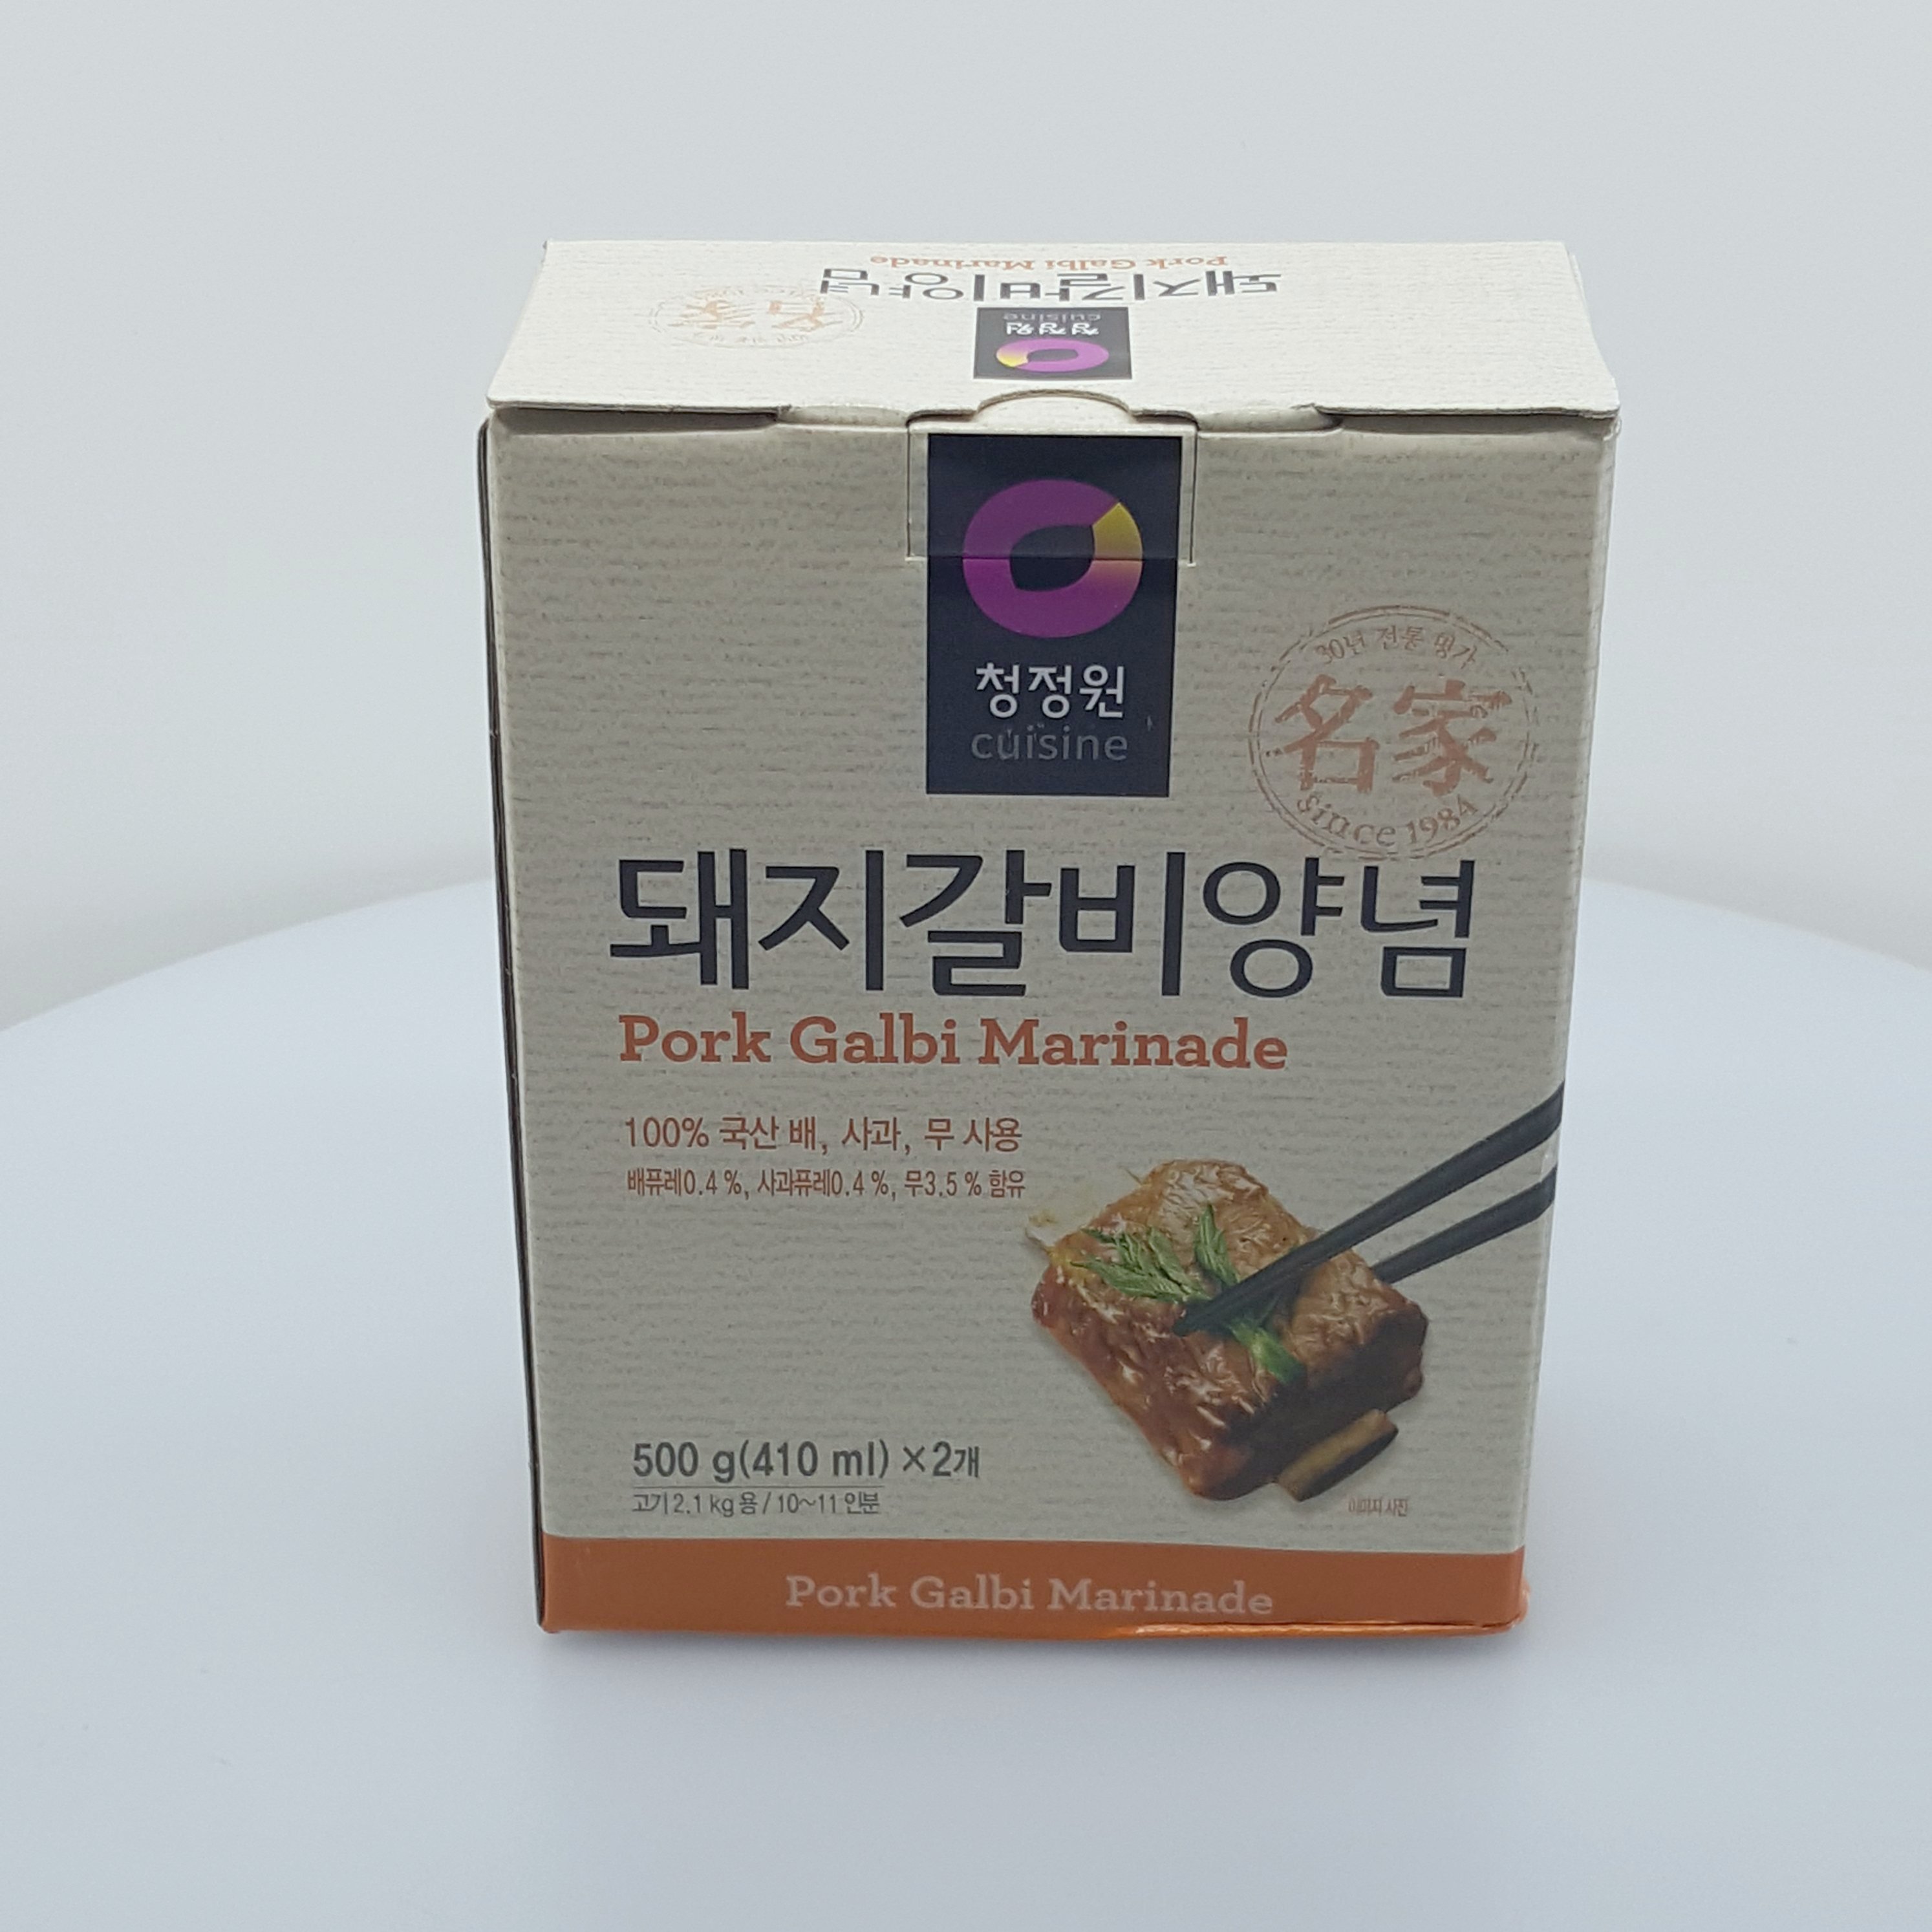 Pork Galbi Marinade
돼지갈비양념
名家
청정원
cuisine
청정원
cuisine
30년 전통 명가
名家
Since 1984
돼지갈비양념
Pork Galbi Marinade
100% 국산 배, 사과, 무 사용
배퓨레0.4 %, 사과퓨레0.4 %, 무3.5 % 함유
500 g(410 ml) ×2개
고기 2.1 kg 용 / 10~11 인분
이미지 사진
Pork Galbi Marinade